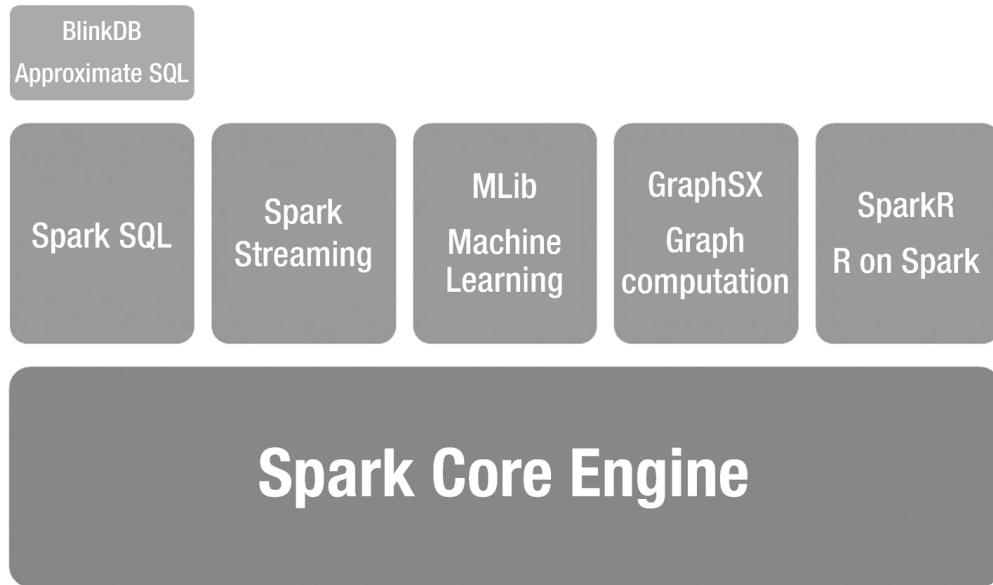 BlinkDB
Approximate SQL
Spark SQL
Spark
Streaming
MLib
Machine
Learning
GraphSX
Graph
computation
SparkR
R on Spark
Spark Core Engine